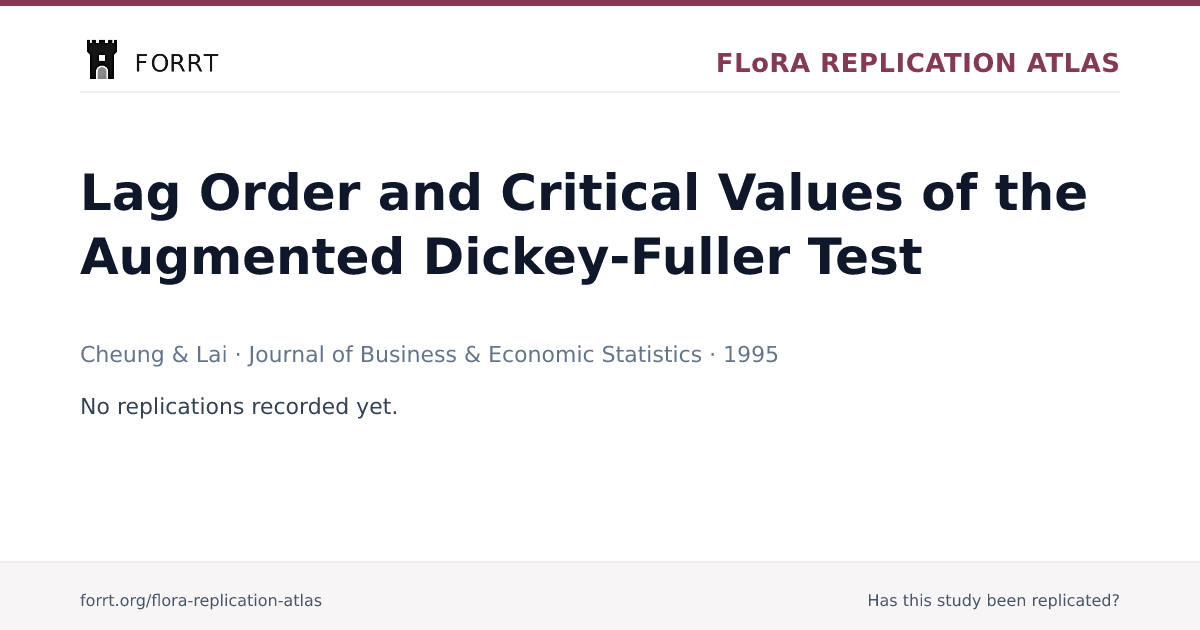 FORRT
FLoRA REPLICATION ATLAS
Lag Order and Critical Values of the
Augmented Dickey-Fuller Test
Cheung & Lai · Journal of Business & Economic Statistics · 1995
No replications recorded yet.
forrt.org/flora-replication-atlas
Has this study been replicated?